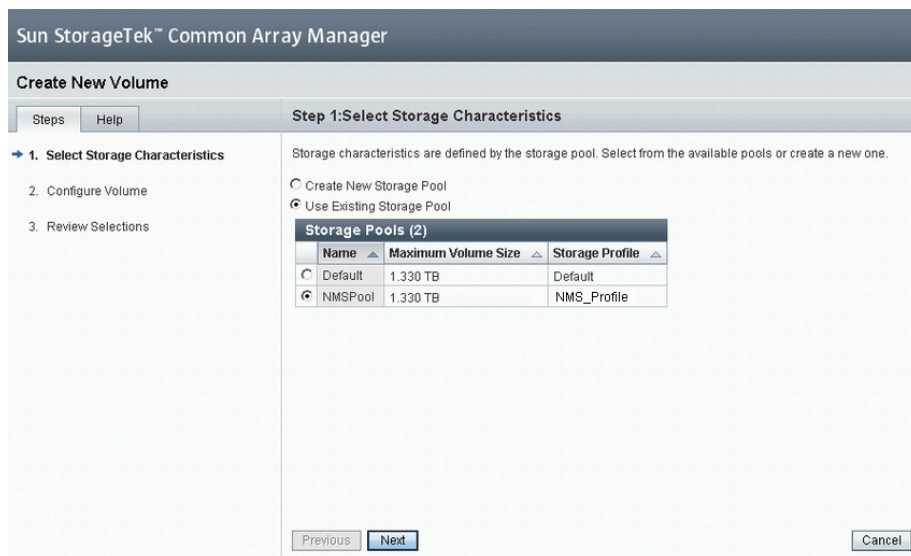 Sun StorageTek™ Common Array Manager
Create New Volume
Steps Help
1. Select Storage Characteristics
2. Configure Volume
3. Review Selections
Step 1:Select Storage Characteristics
Storage characteristics are defined by the storage pool. Select from the available pools or create a new one.
Create New Storage Pool
Use Existing Storage Pool
Storage Pools (2)
Name Maximum Volume Size Storage Profile
Default 1.330 TB Default
NMSPool 1.330 TB NMS_Profile
Previous Next Cancel